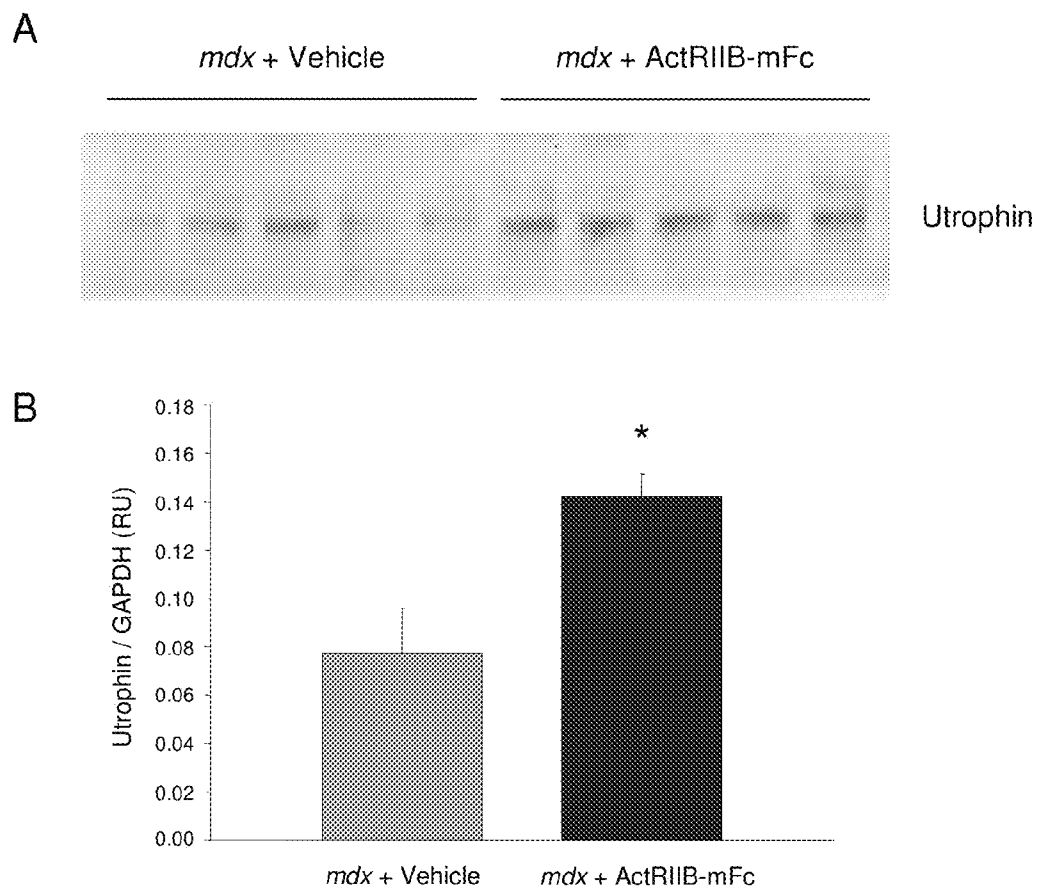 A
mdx + Vehicle
mdx + ActRIIB-mFc
Utrophin
B
Utrophin / GAPDH (RU)
0.18
0.16
0.14
0.12
0.10
0.08
0.06
0.04
0.02
0.00
*
mdx + Vehicle
mdx + ActRIIB-mFc